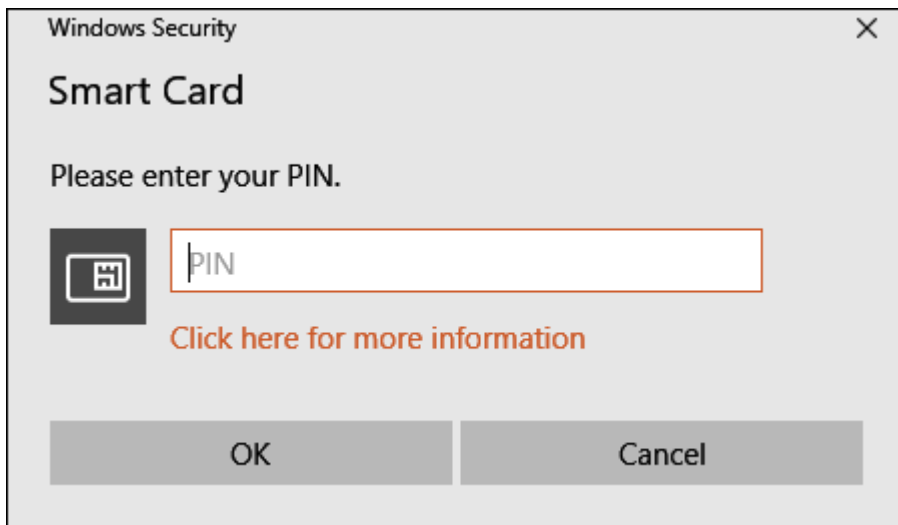 Windows Security
Smart Card
Please enter your PIN.
PIN
Click here for more information
OK
Cancel